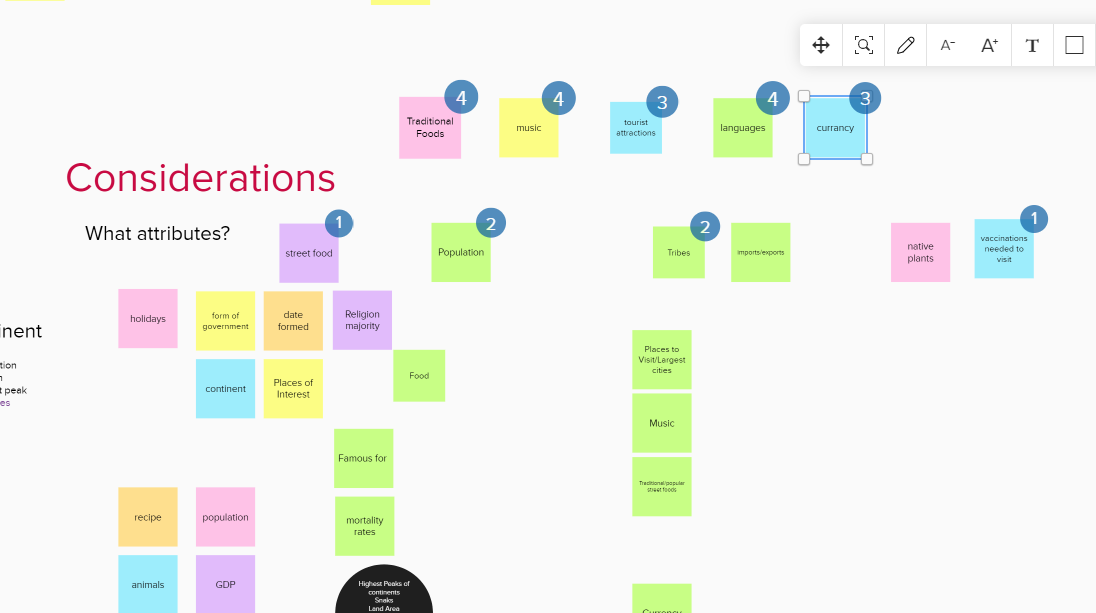 A-
A+
T
4
4
3
4
3
Traditional
Foods
music
tourist
attractions
languages
currancy
Considerations
What attributes?
1
2
2
1
street food
Population
Tribes
imports/exports
native
plants
vaccinations
needed to
visit
holidays
form of
government
date
formed
Religion
majority
inent
tion
n
t peak
es
continent
Places of
Interest
Food
Places to
Visit/Largest
cities
Music
Famous for
Traditional/popular
street foods
recipe
population
mortality
rates
animals
GDP
Highest Peaks of
continents
Snaks
Land Area
Currency